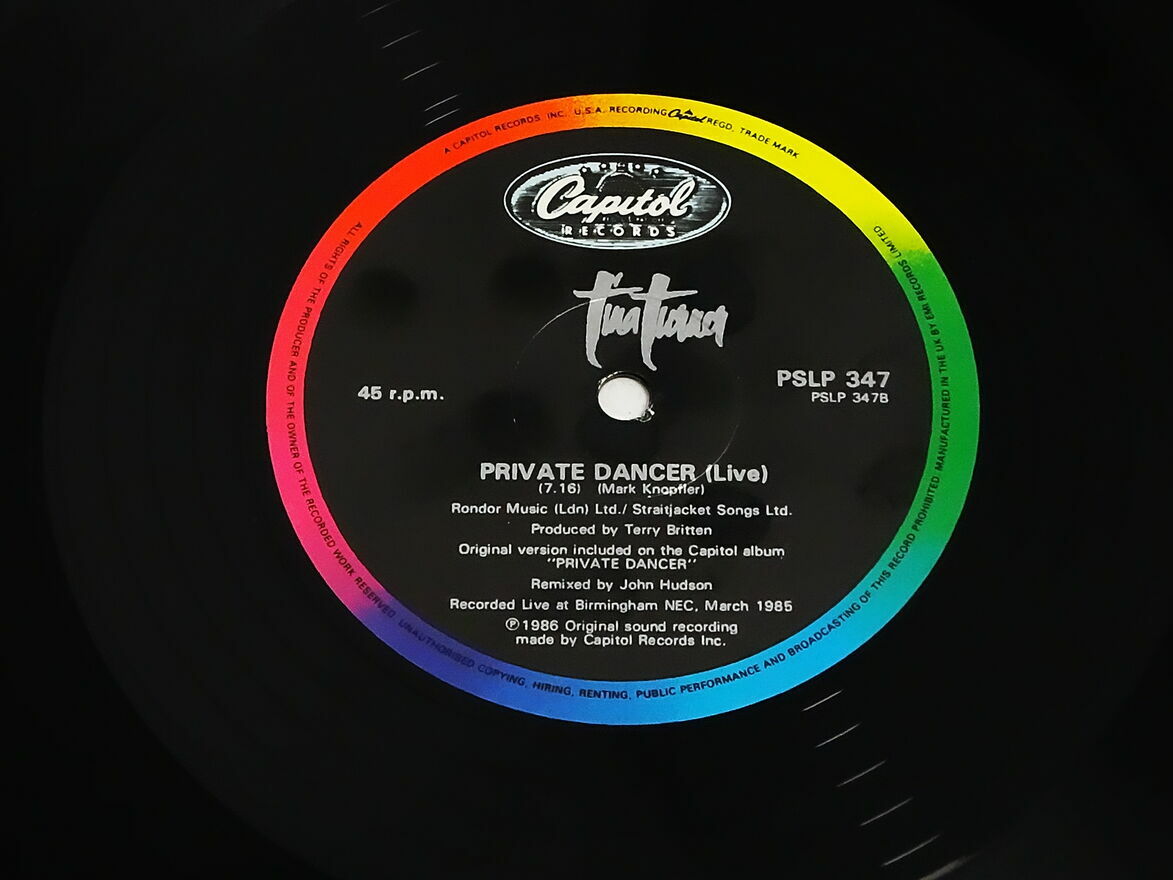 A CAPITOL RECORDS, INC. U.S.A. RECORDING Capitol REGD. TRADE MARK
Capitol
RECORDS
Tina Turner
45 r.p.m.
PSLP 347
PSLP 347B
PRIVATE DANCER (Live)
(7.16) (Mark Knopfler)
Rondor Music (Ldn) Ltd./ Straitjacket Songs Ltd.
Produced by Terry Britten
Original version included on the Capitol album
"PRIVATE DANCER"
Remixed by John Hudson
Recorded Live at Birmingham NEC, March 1985
℗ 1986 Original sound recording
made by Capitol Records Inc.
ALL RIGHTS OF THE PRODUCER AND OF THE OWNER OF THE RECORDED WORK RESERVED. UNAUTHORISED COPYING, HIRING, RENTING, PUBLIC PERFORMANCE AND BROADCASTING OF THIS RECORD PROHIBITED. MANUFACTURED IN THE UK BY EMI RECORDS LIMITED